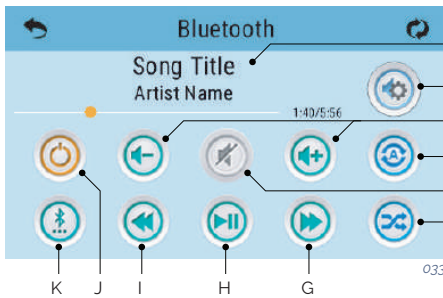 Bluetooth
Song Title
Artist Name
1:40/5:56
A
033
K J I H G